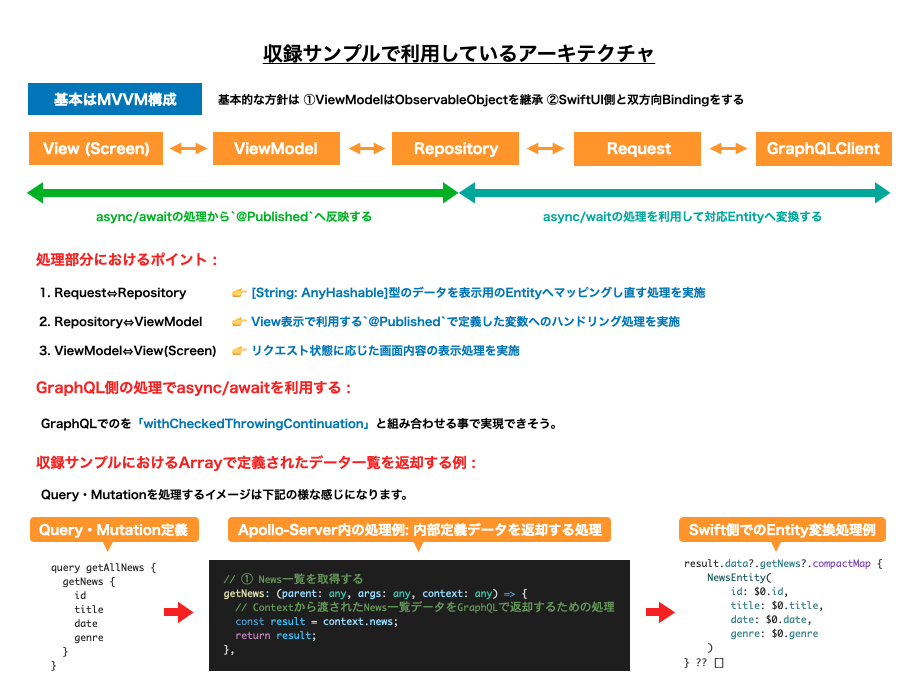 収録サンプルで利用しているアーキテクチャ
基本はMVVM構成
基本的な方針は ①ViewModelはObservableObjectを継承 ②SwiftUI側と双方向Bindingをする
View (Screen)
ViewModel
Repository
Request
GraphQLClient
async/awaitの処理から`@Published`へ反映する
async/waitの処理を利用して対応Entityへ変換する
処理部分におけるポイント：
1. Request⇔Repository 👉 [String: AnyHashable]型のデータを表示用のEntityへマッピングし直す処理を実施
2. Repository⇔ViewModel 👉 View表示で利用する`@Published`で定義した変数へのハンドリング処理を実施
3. ViewModel⇔View(Screen) 👉 リクエスト状態に応じた画面内容の表示処理を実施
GraphQL側の処理でasync/awaitを利用する：
GraphQLでのを「withCheckedThrowingContinuation」と組み合わせる事で実現できそう。
収録サンプルにおけるArrayで定義されたデータ一覧を返却する例：
Query・Mutationを処理するイメージは下記の様な感じになります。
Query・Mutation定義
query getAllNews {
getNews {
id
title
date
genre
}
}
Apollo-Server内の処理例: 内部定義データを返却する処理
// ① News一覧を取得する
getNews: (parent: any, args: any, context: any) => {
// Contextから渡されたNews一覧データをGraphQLで返却するための処理
const result = context.news;
return result;
},
Swift側でのEntity変換処理例
result.data?.getNews?.compactMap {
NewsEntity(
id: $0.id,
title: $0.title,
date: $0.date,
genre: $0.genre
)
} ?? []